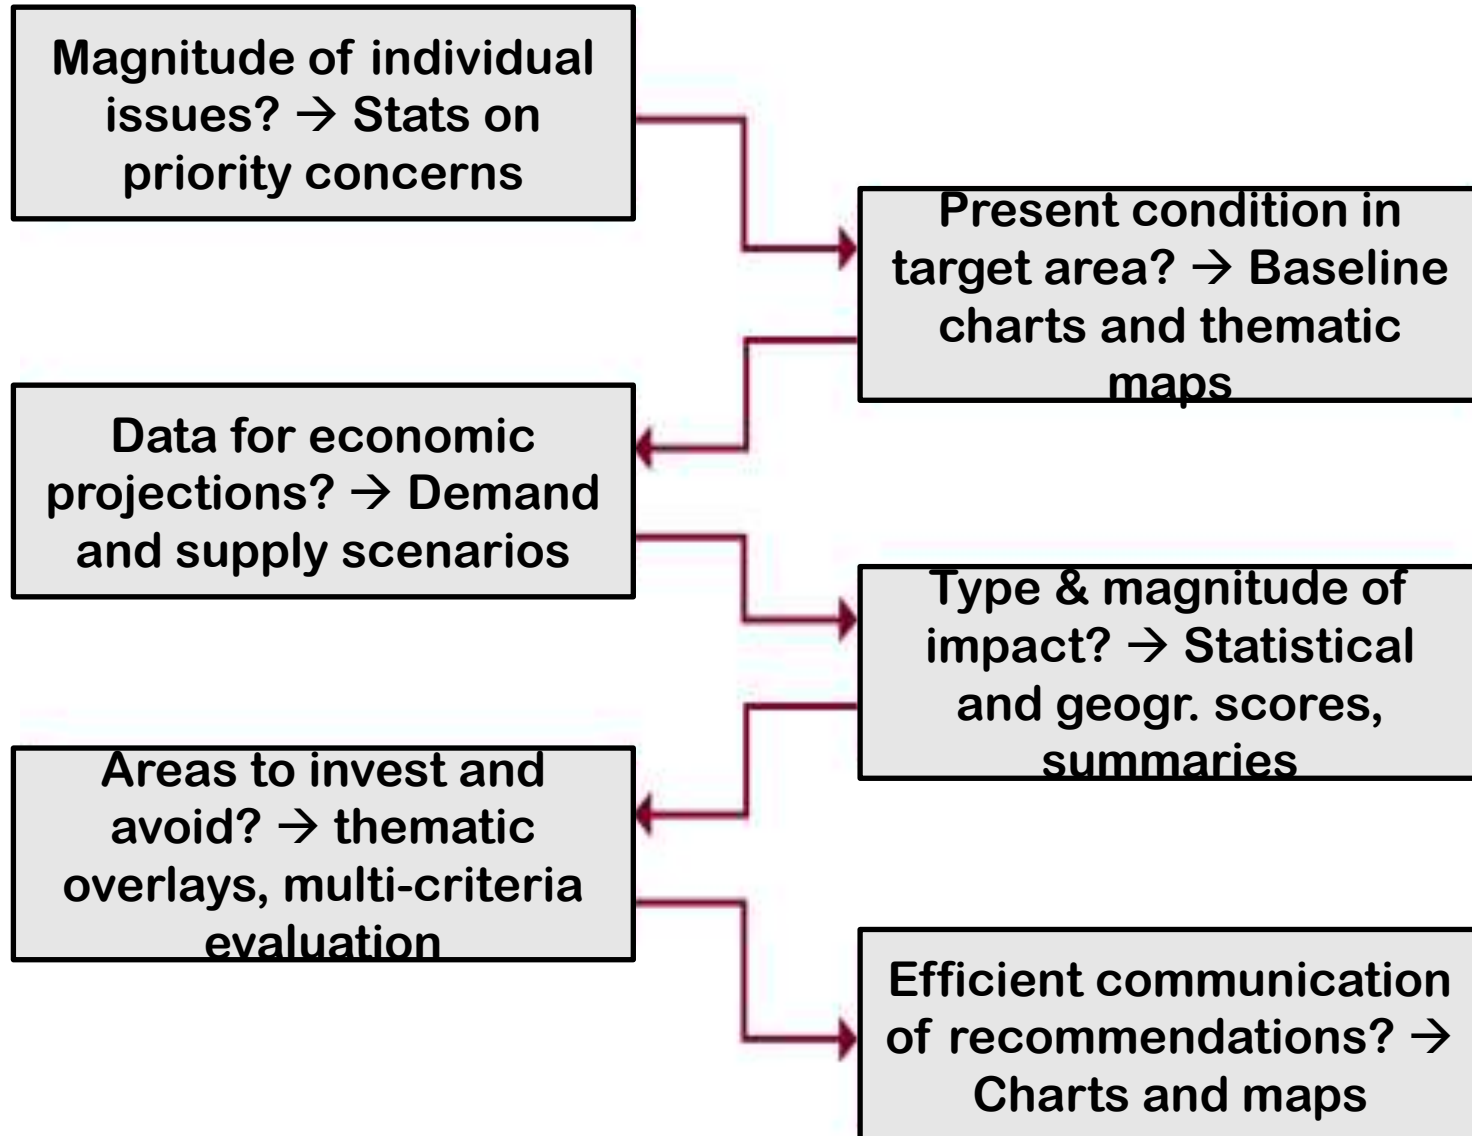 Magnitude of individual
issues? → Stats on
priority concerns
Present condition in
target area? → Baseline
charts and thematic
maps
Data for economic
projections? → Demand
and supply scenarios
Type & magnitude of
impact? → Statistical
and geogr. scores,
summaries
Areas to invest and
avoid? → thematic
overlays, multi-criteria
evaluation
Efficient communication
of recommendations? →
Charts and maps